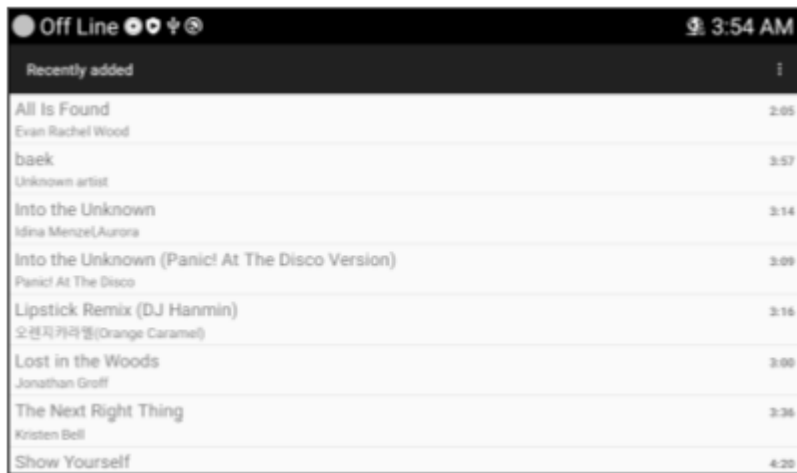 Off Line 3:54 AM
Recently added
All Is Found 2:05
Evan Rachel Wood
baek 3:57
Unknown artist
Into the Unknown 3:14
Idina Menzel,Aurora
Into the Unknown (Panic! At The Disco Version) 3:09
Panic! At The Disco
Lipstick Remix (DJ Hanmin) 3:16
오렌지카라멜(Orange Caramel)
Lost in the Woods 3:00
Jonathan Groff
The Next Right Thing 3:36
Kristen Bell
Show Yourself 4:20